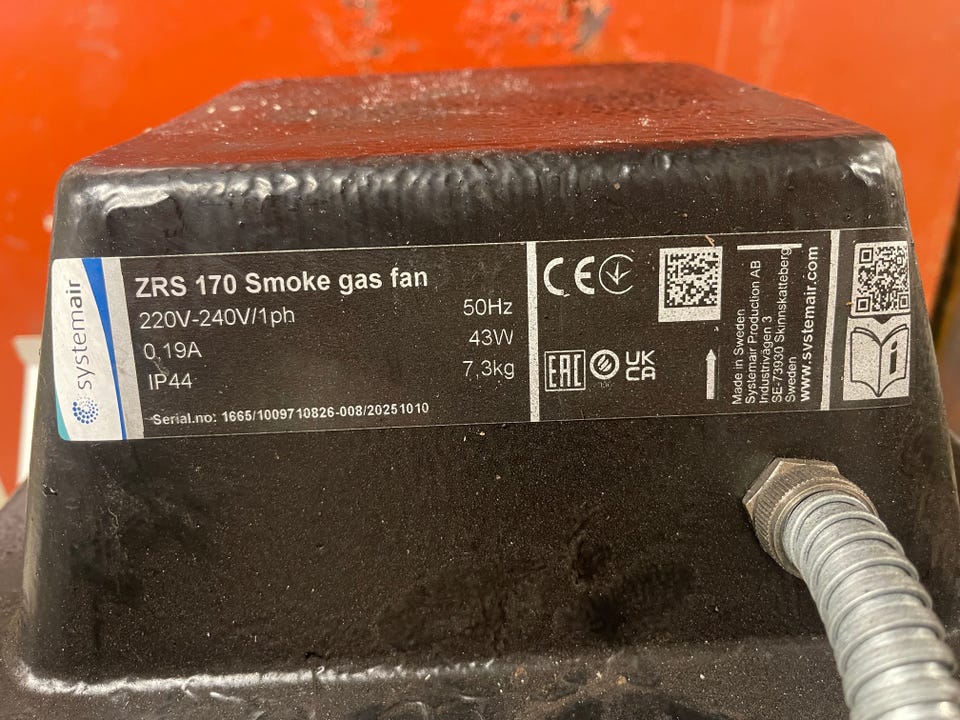 systemair
ZRS 170 Smoke gas fan
220V-240V/1ph 50Hz
0,19A 43W
IP44 7,3kg
Serial.no: 1665/1009710826-008/20251010
CE
EAC
UK
CA
Made in Sweden
Systemair Production AB
Industrivägen 3
SE-73930 Skinnskatteberg
Sweden
www.systemair.com
i